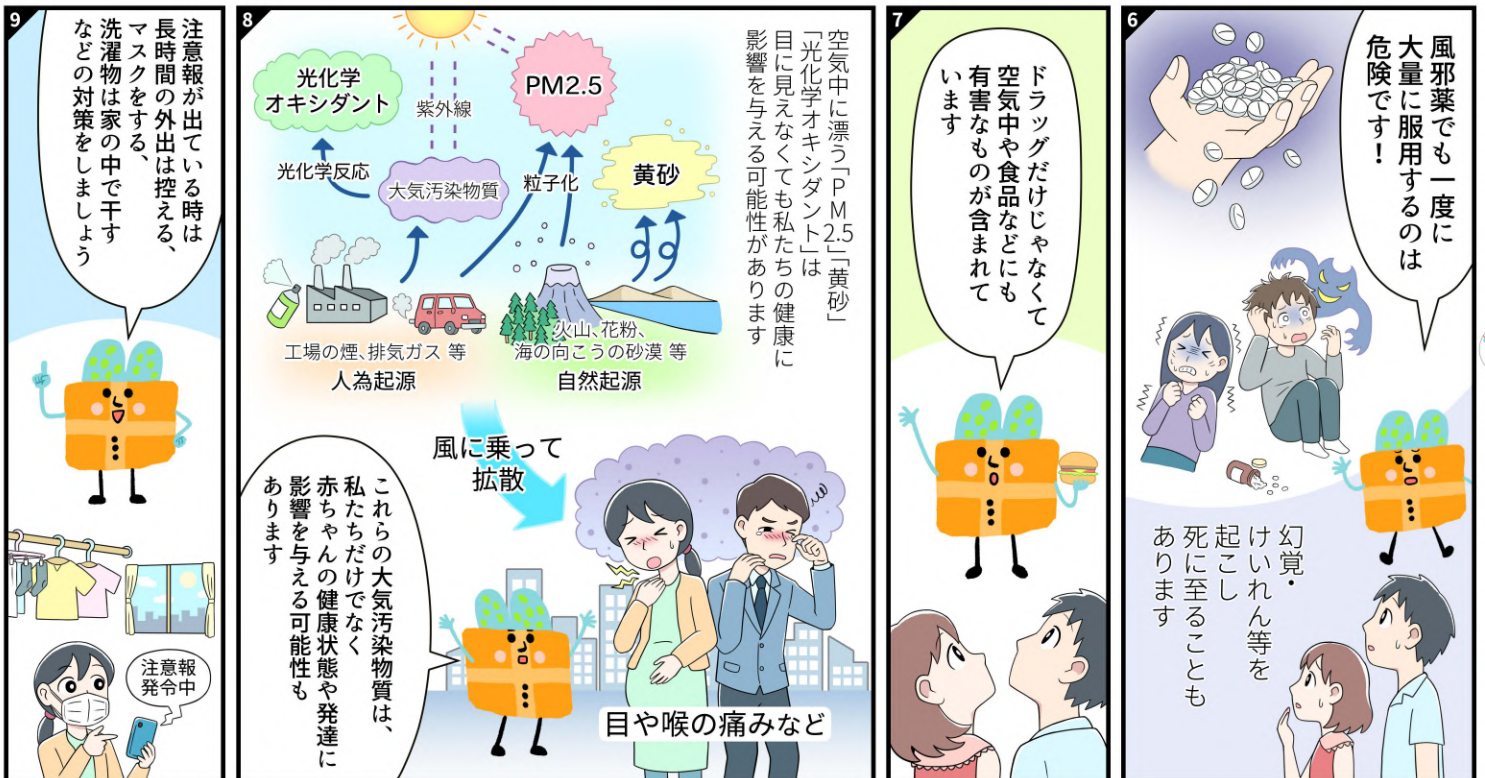 6
風邪薬でも一度に
大量に服用するのは
危険です!
幻覚・
けいれん等を
起こし
死に至ることも
あります
7
ドラッグだけじゃなくて
空気中や食品などにも
有害なものが含まれて
います
8
空気中に漂う「PM2.5」「黄砂」
「光化学オキシダント」は
目に見えなくても私たちの健康に
影響を与える可能性があります
光化学
オキシダント
紫外線
PM2.5
黄砂
光化学反応
大気汚染物質
粒子化
工場の煙、排気ガス 等
人為起源
火山、花粉、
海の向こうの砂漠 等
自然起源
風に乗って
拡散
これらの大気汚染物質は、
私たちだけでなく
赤ちゃんの健康状態や発達に
影響を与える可能性も
あります
目や喉の痛みなど
9
注意報が出ている時は
長時間の外出は控える、
マスクをする、
洗濯物は家の中で干す
などの対策をしましょう
注意報
発令中